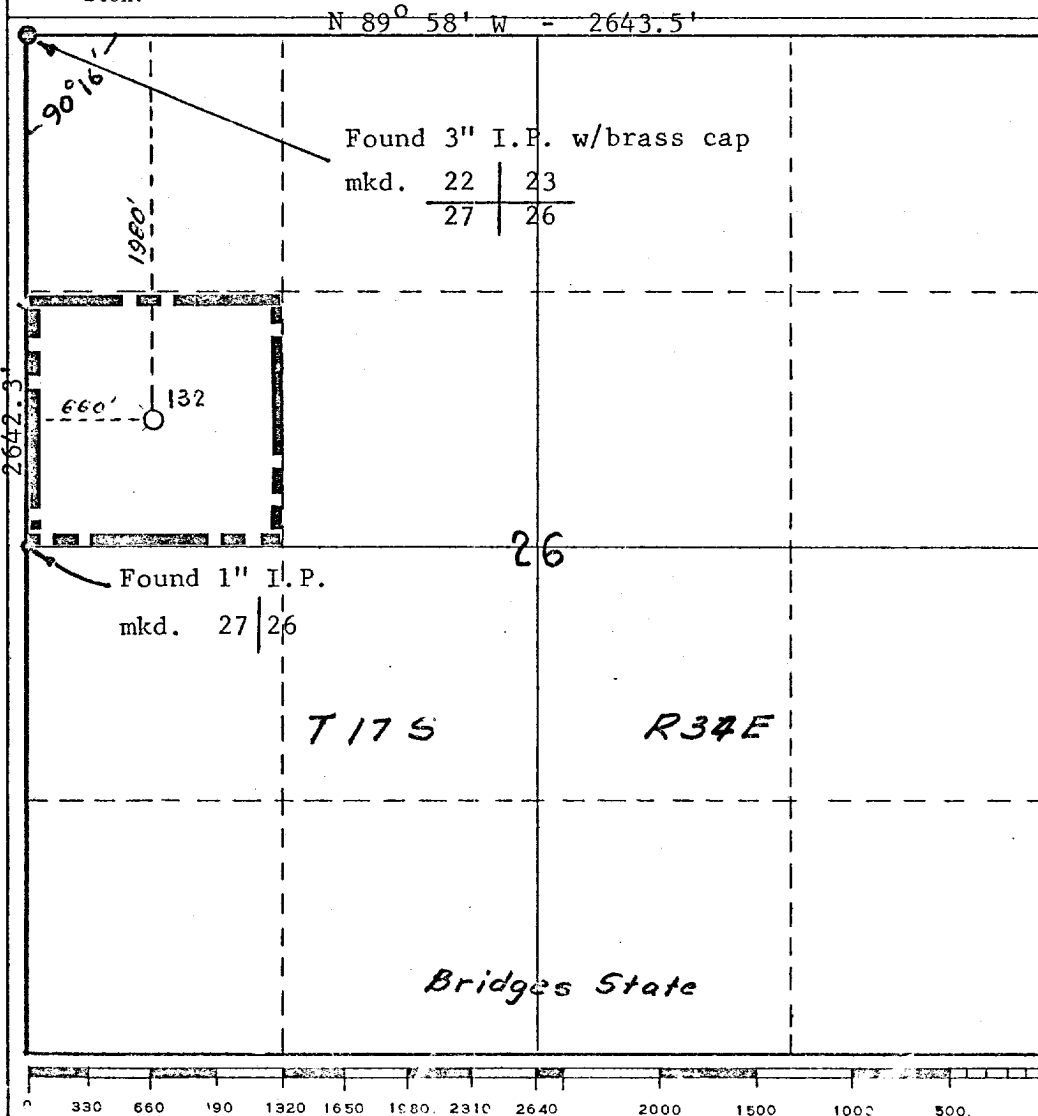 N 89° 58' W - 2643.5'
90° 16'
Found 3" I.P. w/brass cap
mkd. 22 | 23
27 | 26
1980'
2642.3'
660'
132
26
Found 1" I.P.
mkd. 27 | 26
T 17 S R 34 E
Bridges State
0 330 660 990 1320 1650 1980. 2310 2640 2000 1500 1000 500.